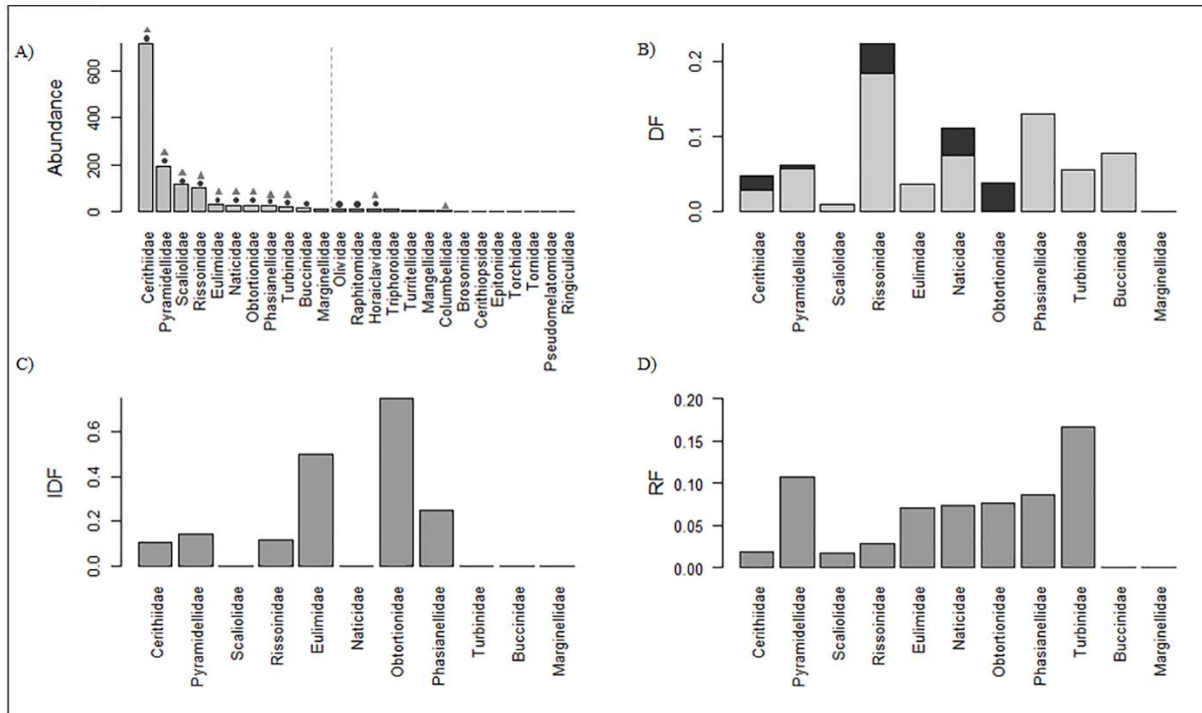 A)
Abundance
0 200 400 600
Cerithiidae
Pyramidellidae
Scaliolidae
Rissoinidae
Eulimidae
Naticidae
Obtortionidae
Phasianellidae
Turbinidae
Buccinidae
Marginellidae
Olividae
Raphitomidae
Horaiclavidae
Triphoroidae
Turritellidae
Mangeliidae
Columbellidae
Brosoniidae
Cerithiopsidae
Epitoniidae
Torchidae
Tornidae
Pseudomelatomidae
Ringiculidae
B)
DF
0.0 0.1 0.2
Cerithiidae
Pyramidellidae
Scaliolidae
Rissoinidae
Eulimidae
Naticidae
Obtortionidae
Phasianellidae
Turbinidae
Buccinidae
Marginellidae
C)
IDF
0.0 0.2 0.4 0.6
Cerithiidae
Pyramidellidae
Scaliolidae
Rissoinidae
Eulimidae
Naticidae
Obtortionidae
Phasianellidae
Turbinidae
Buccinidae
Marginellidae
D)
RF
0.00 0.05 0.10 0.15 0.20
Cerithiidae
Pyramidellidae
Scaliolidae
Rissoinidae
Eulimidae
Naticidae
Obtortionidae
Phasianellidae
Turbinidae
Buccinidae
Marginellidae